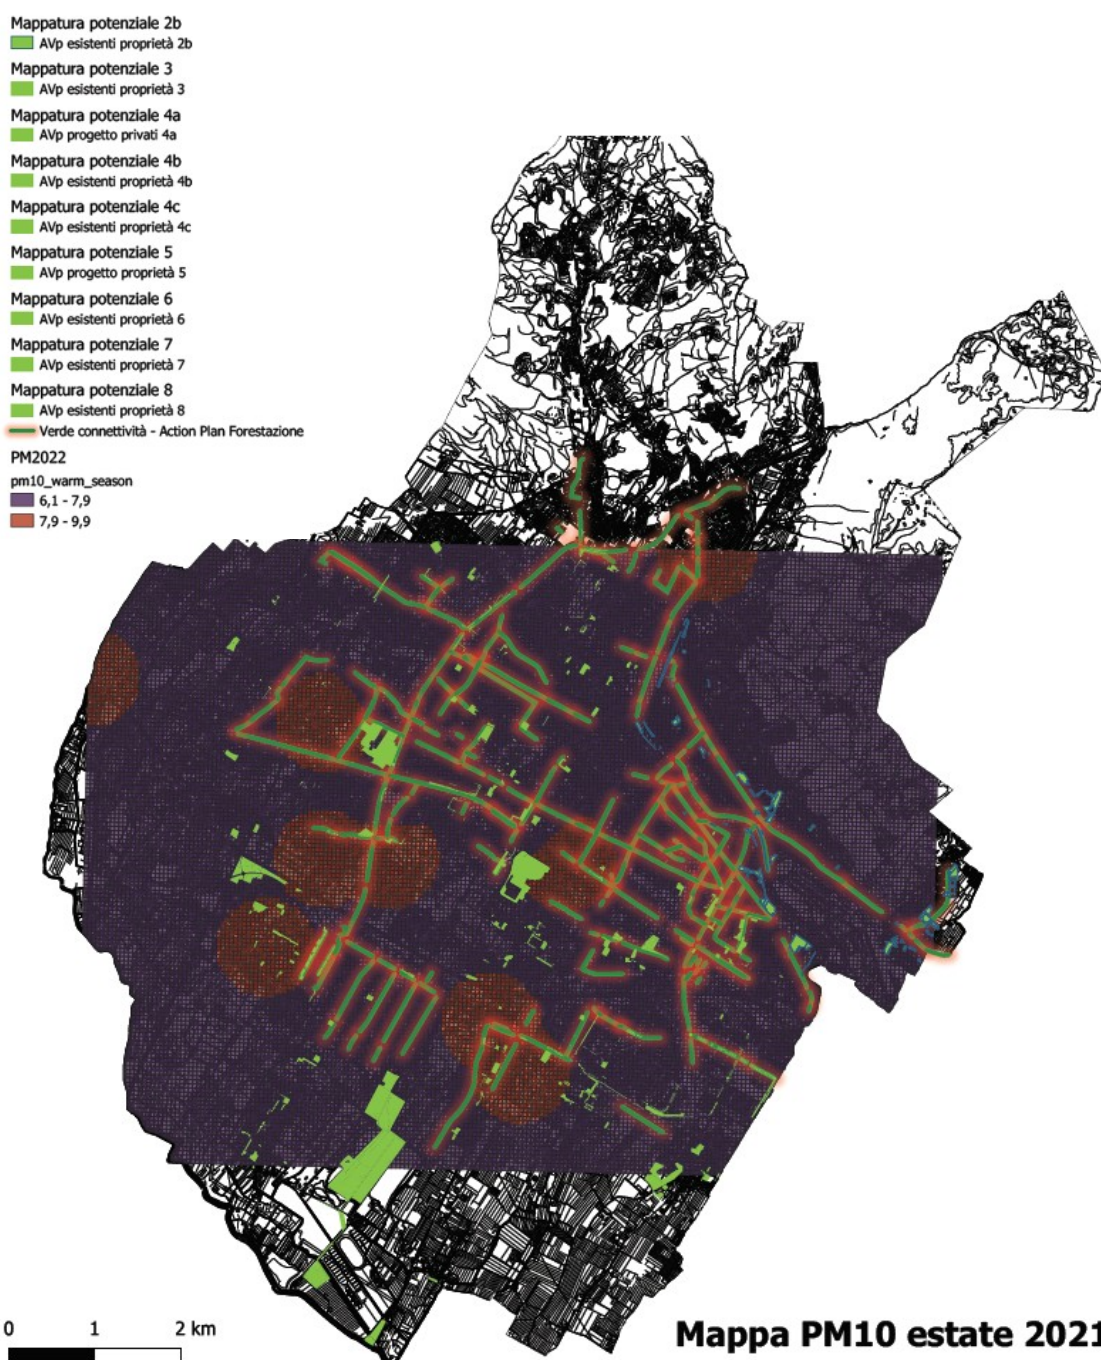 Mappatura potenziale 2b
AVp esistenti proprietà 2b
Mappatura potenziale 3
AVp esistenti proprietà 3
Mappatura potenziale 4a
AVp progetto privati 4a
Mappatura potenziale 4b
AVp esistenti proprietà 4b
Mappatura potenziale 4c
AVp esistenti proprietà 4c
Mappatura potenziale 5
AVp progetto proprietà 5
Mappatura potenziale 6
AVp esistenti proprietà 6
Mappatura potenziale 7
AVp esistenti proprietà 7
Mappatura potenziale 8
AVp esistenti proprietà 8
Verde connettività - Action Plan Forestazione
PM2022
pm10_warm_season
6,1 - 7,9
7,9 - 9,9
0 1 2 km
Mappa PM10 estate 2021